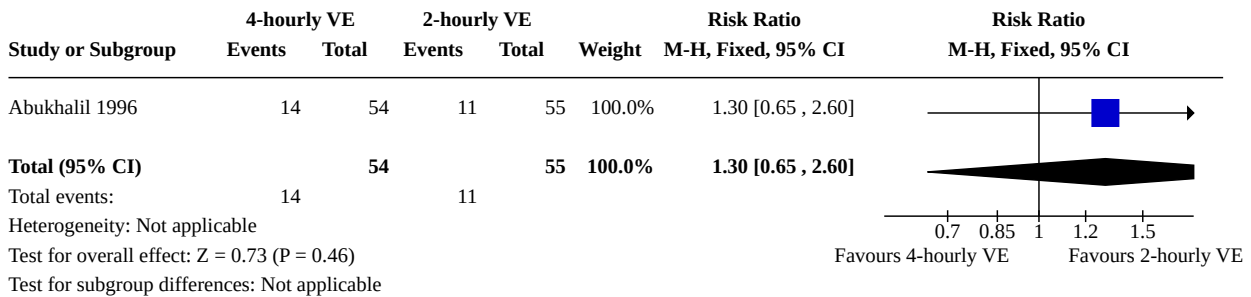 4-hourly VE 2-hourly VE Risk Ratio Risk Ratio
Study or Subgroup Events Total Events Total Weight M-H, Fixed, 95% CI M-H, Fixed, 95% CI
Abukhalil 1996 14 54 11 55 100.0% 1.30 [0.65 , 2.60]
Total (95% CI) 54 55 100.0% 1.30 [0.65 , 2.60]
Total events: 14 11
Heterogeneity: Not applicable
0.7 0.85 1 1.2 1.5
Test for overall effect: Z = 0.73 (P = 0.46) Favours 4-hourly VE Favours 2-hourly VE
Test for subgroup differences: Not applicable